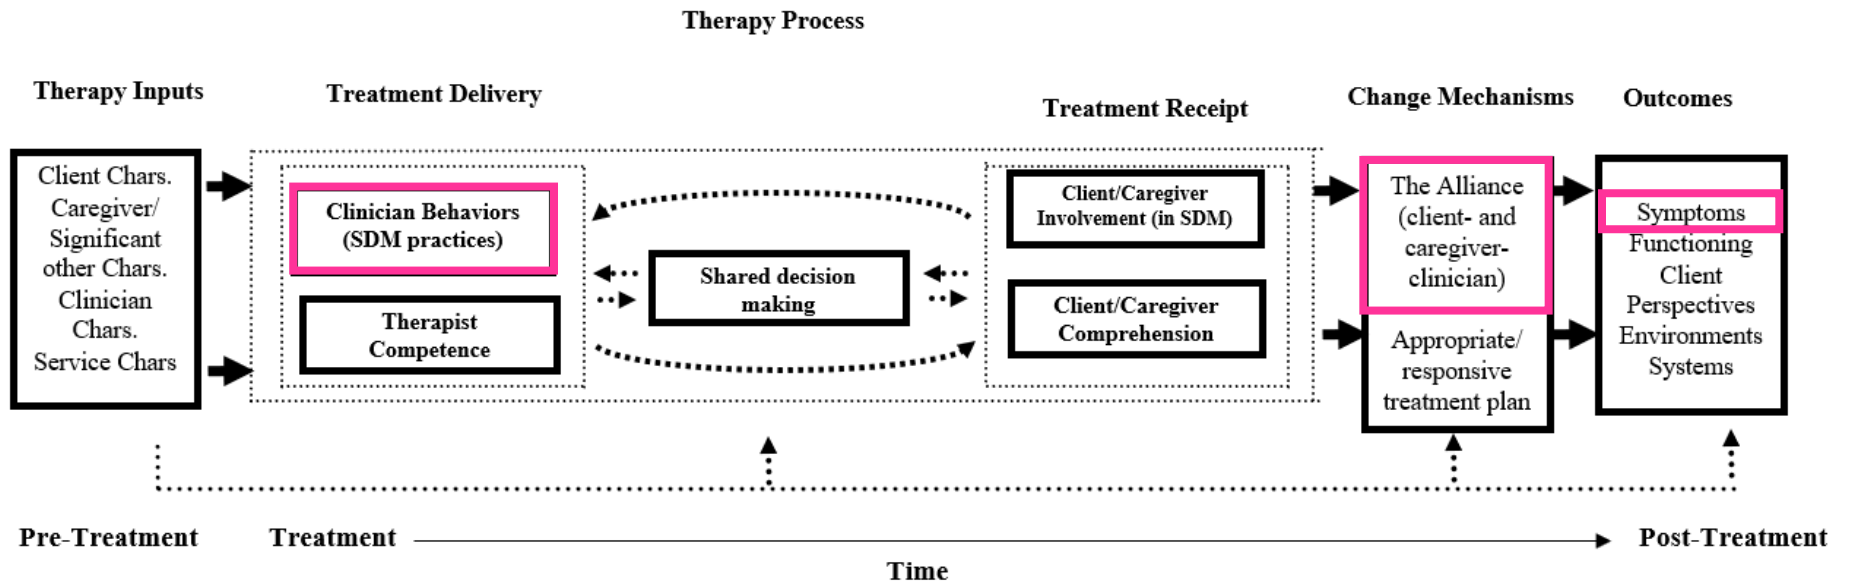 Therapy Process
Therapy Inputs
Treatment Delivery
Treatment Receipt
Change Mechanisms
Outcomes
Client Chars.
Caregiver/
Significant
other Chars.
Clinician
Chars.
Service Chars
Clinician Behaviors
(SDM practices)
Therapist
Competence
Shared decision
making
Client/Caregiver
Involvement (in SDM)
Client/Caregiver
Comprehension
The Alliance
(client- and
caregiver-
clinician)
Appropriate/
responsive
treatment plan
Symptoms
Functioning
Client
Perspectives
Environments
Systems
Pre-Treatment
Treatment
Post-Treatment
Time